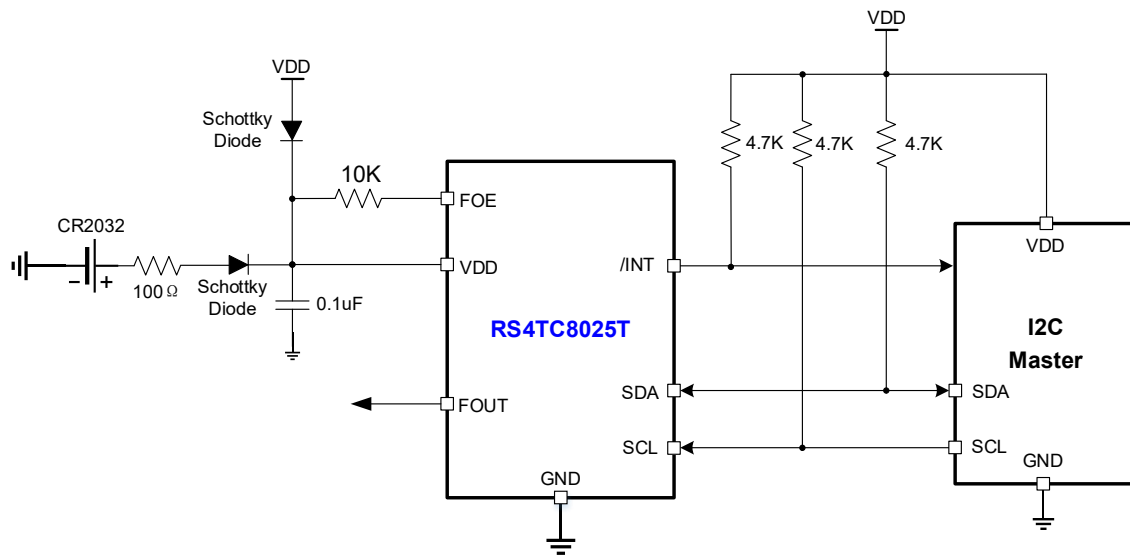 VDD
VDD
Schottky
Diode
4.7K
4.7K
4.7K
10K
FOE
CR2032
VDD
VDD
/INT
−
+
100Ω
Schottky
Diode
0.1uF
RS4TC8025T
I2C
Master
FOUT
SDA
SDA
SCL
SCL
GND
GND